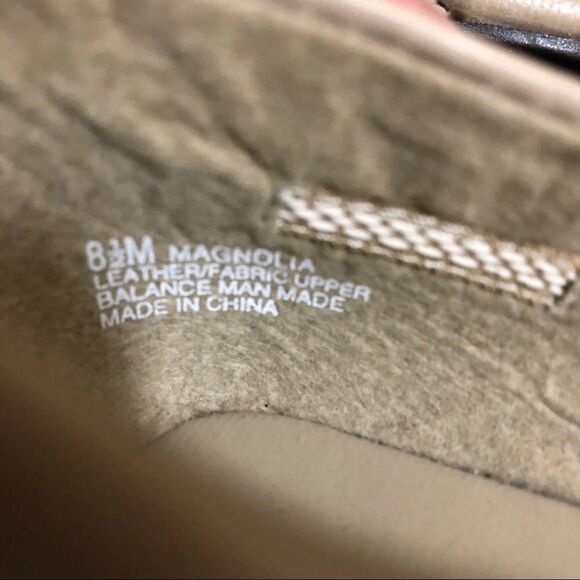 8½M MAGNOLIA
LEATHER/FABRIC UPPER
BALANCE MAN MADE
MADE IN CHINA